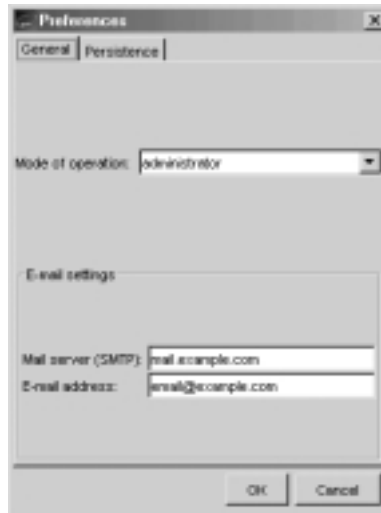 Preferences
General Persistence
Mode of operation: administrator
E-mail settings
Mail server (SMTP): mail.example.com
E-mail address: email@example.com
OK Cancel